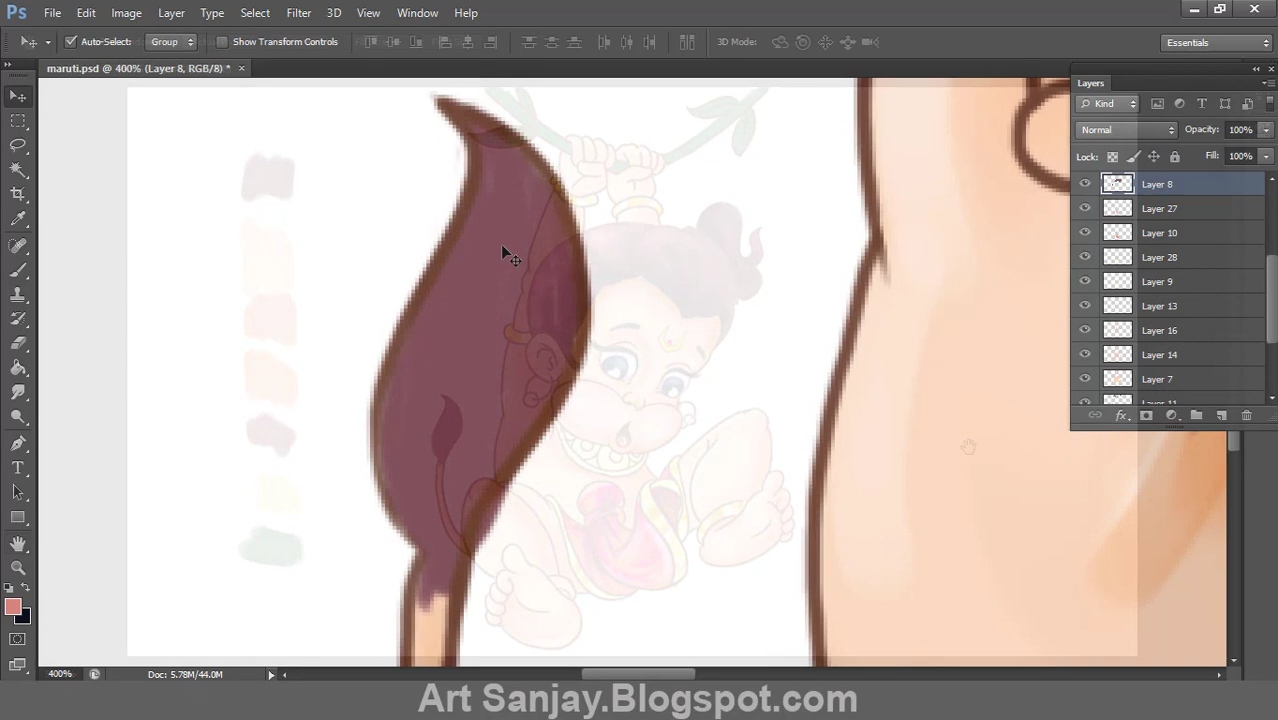 Ps File Edit Image Layer Type Select Filter 3D View Window Help
Auto-Select: Group Show Transform Controls 3D Mode: Essentials
maruti.psd @ 400% (Layer 8, RGB/8) *
Layers
Kind
Normal Opacity: 100%
Lock: Fill: 100%
Layer 8
Layer 27
Layer 10
Layer 28
Layer 9
Layer 13
Layer 16
Layer 14
Layer 7
fx
400% Doc: 5.78M/44.0M
Art Sanjay.Blogspot.com